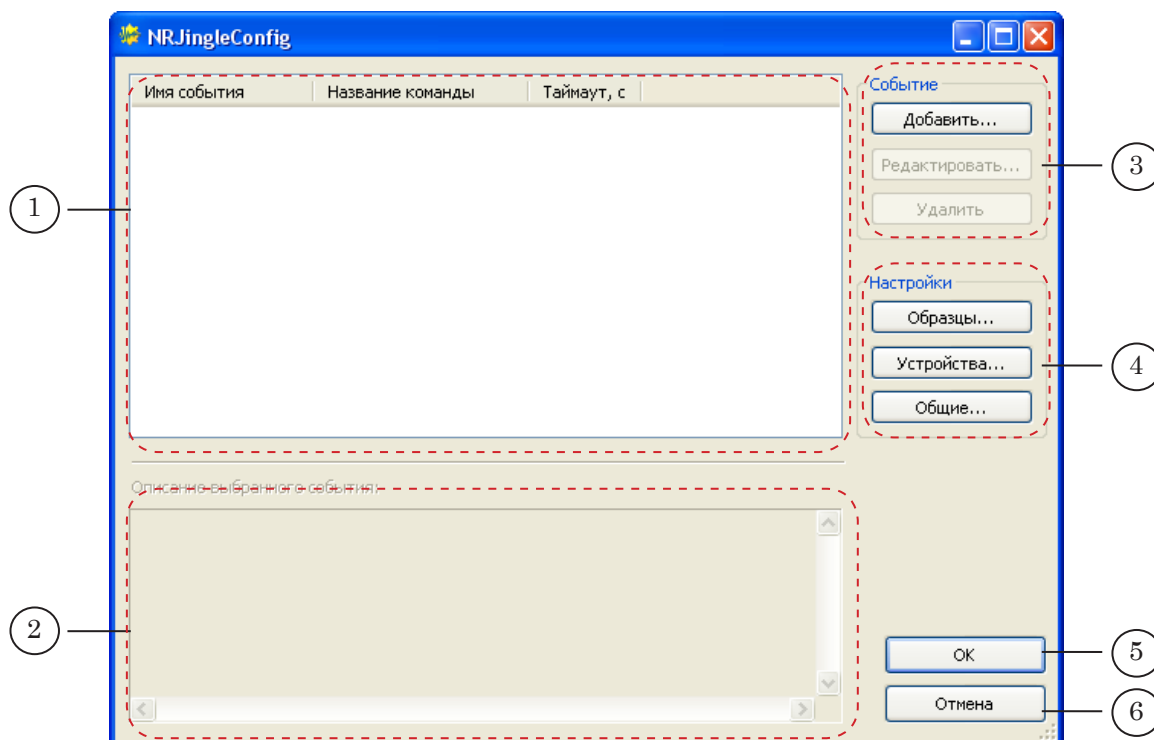 NRJingleConfig
Имя события Название команды Таймаут, с
Событие
Добавить...
Редактировать...
Удалить
Настройки
Образцы...
Устройства...
Общие...
Описание выбранного события:
ОК
Отмена
1
2
3
4
5
6